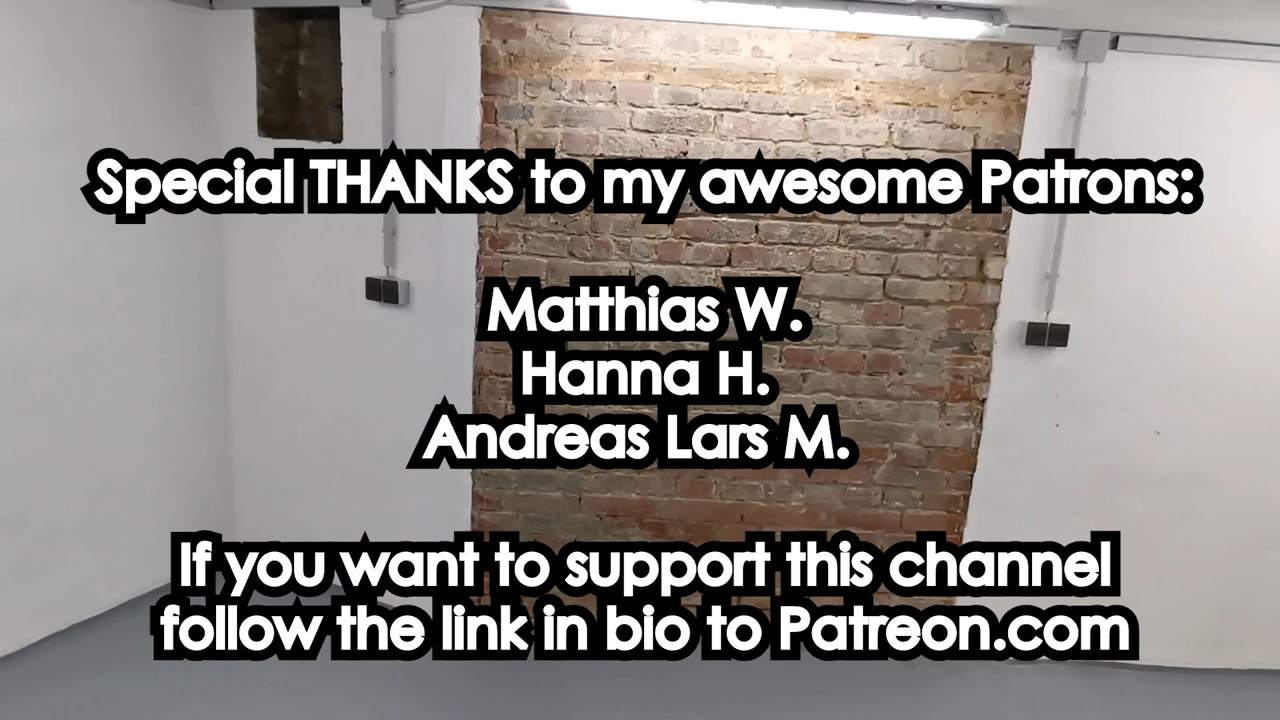 Special THANKS to my awesome Patrons:
Matthias W.
Hanna H.
Andreas Lars M.
If you want to support this channel
follow the link in bio to Patreon.com